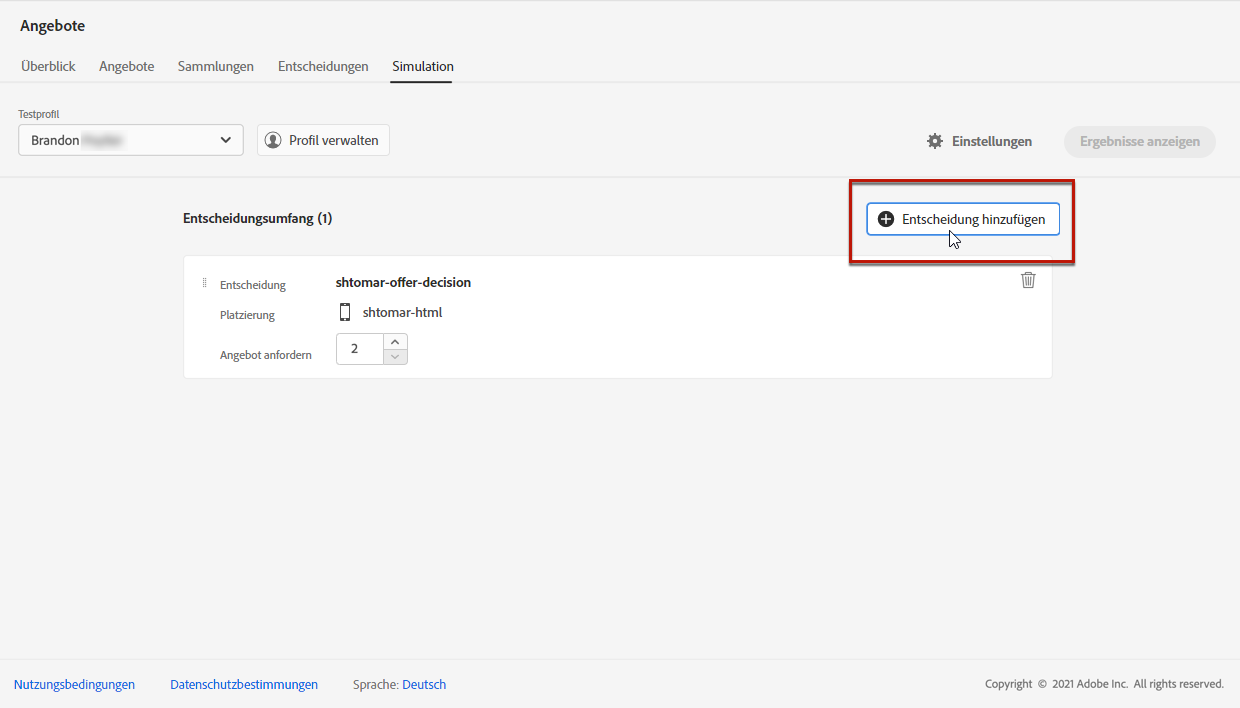 Angebote
Überblick Angebote Sammlungen Entscheidungen Simulation
Testprofil
Brandon Profil verwalten Einstellungen Ergebnisse anzeigen
Entscheidungsumfang (1) Entscheidung hinzufügen
Entscheidung shtomar-offer-decision
Platzierung shtomar-html
Angebot anfordern 2
Nutzungsbedingungen Datenschutzbestimmungen Sprache: Deutsch Copyright © 2021 Adobe Inc. All rights reserved.